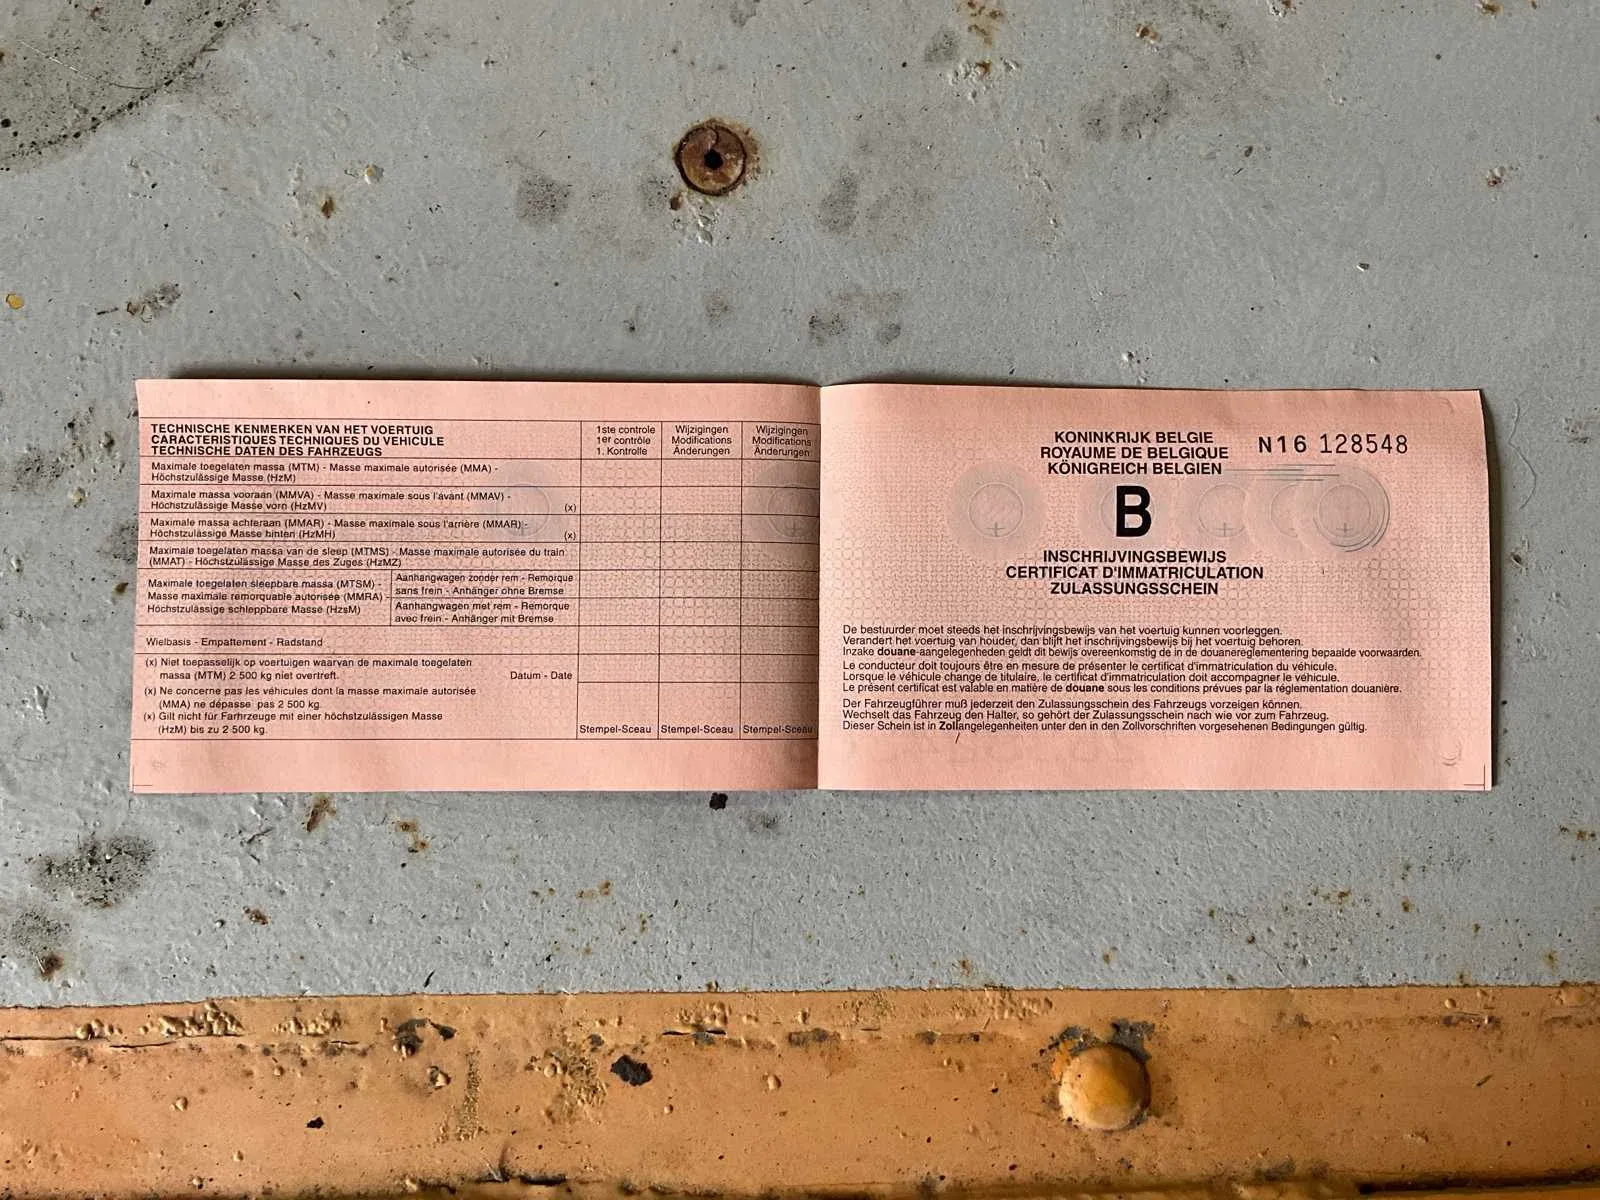 TECHNISCHE KENMERKEN VAN HET VOERTUIG
CARACTERISTIQUES TECHNIQUES DU VEHICULE
TECHNISCHE DATEN DES FAHRZEUGS
1ste controle
1er contrôle
1. Kontrolle
Wijzigingen
Modifications
Änderungen
Wijzigingen
Modifications
Änderungen
Maximale toegelaten massa (MTM) - Masse maximale autorisée (MMA) -
Höchstzulässige Masse (HzM)
Maximale massa vooraan (MMVA) - Masse maximale sous l'avant (MMAV) -
Höchstzulässige Masse vorn (HzMV) (x)
Maximale massa achteraan (MMAR) - Masse maximale sous l'arrière (MMAR) -
Höchstzulässige Masse hinten (HzMH) (x)
Maximale toegelaten massa van de sleep (MTMS) - Masse maximale autorisée du train
(MMAT) - Höchstzulässige Masse des Zuges (HzMZ)
Maximale toegelaten sleepbare massa (MTSM) -
Masse maximale remorquable autorisée (MMRA) -
Höchstzulässige schleppbare Masse (HzsM)
Aanhangwagen zonder rem - Remorque
sans frein - Anhänger ohne Bremse
Aanhangwagen met rem - Remorque
avec frein - Anhänger mit Bremse
Wielbasis - Empattement - Radstand
(x) Niet toepasselijk op voertuigen waarvan de maximale toegelaten
massa (MTM) 2 500 kg niet overtreft.
Datum - Date
(x) Ne concerne pas les véhicules dont la masse maximale autorisée
(MMA) ne dépasse pas 2 500 kg.
(x) Gilt nicht für Farhrzeuge mit einer höchstzulässigen Masse
(HzM) bis zu 2 500 kg.
Stempel-Sceau Stempel-Sceau Stempel-Sceau
KONINKRIJK BELGIE
ROYAUME DE BELGIQUE
KÖNIGREICH BELGIEN
N16 128548
B
INSCHRIJVINGSBEWIJS
CERTIFICAT D'IMMATRICULATION
ZULASSUNGSSCHEIN
De bestuurder moet steeds het inschrijvingsbewijs van het voertuig kunnen voorleggen.
Verandert het voertuig van houder, dan blijft het inschrijvingsbewijs bij het voertuig behoren.
Inzake douane-aangelegenheden geldt dit bewijs overeenkomstig de in de douanereglementering bepaalde voorwaarden.
Le conducteur doit toujours être en mesure de présenter le certificat d'immatriculation du véhicule.
Lorsque le véhicule change de titulaire, le certificat d'immatriculation doit accompagner le véhicule.
Le présent certificat est valable en matière de douane sous les conditions prévues par la réglementation douanière.
Der Fahrzeugführer muß jederzeit den Zulassungsschein des Fahrzeugs vorzeigen können.
Wechselt das Fahrzeug den Halter, so gehört der Zulassungsschein nach wie vor zum Fahrzeug.
Dieser Schein ist in Zollangelegenheiten unter den in den Zollvorschriften vorgesehenen Bedingungen gültig.